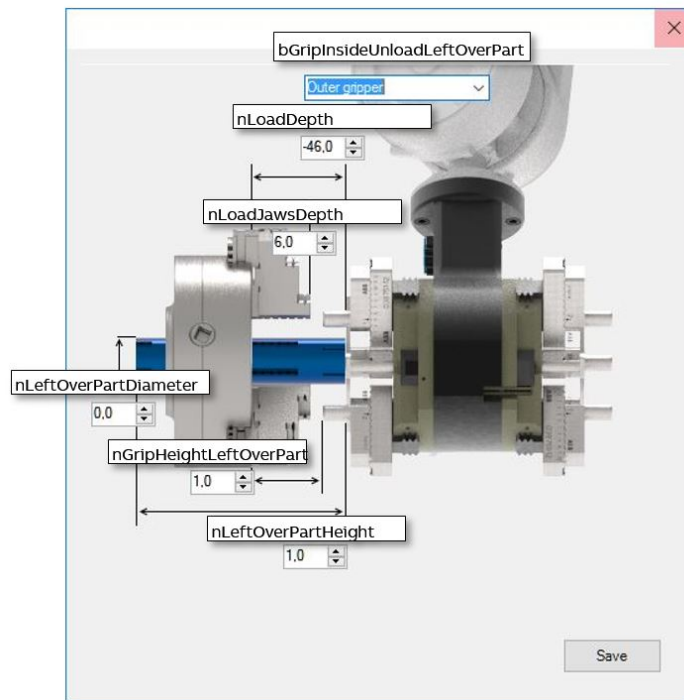 bGripInsideUnloadLeftOverPart
Outer gripper
nLoadDepth
-46,0
nLoadJawsDepth
6,0
nLeftOverPartDiameter
0,0
nGripHeightLeftOverPart
1,0
nLeftOverPartHeight
1,0
Save